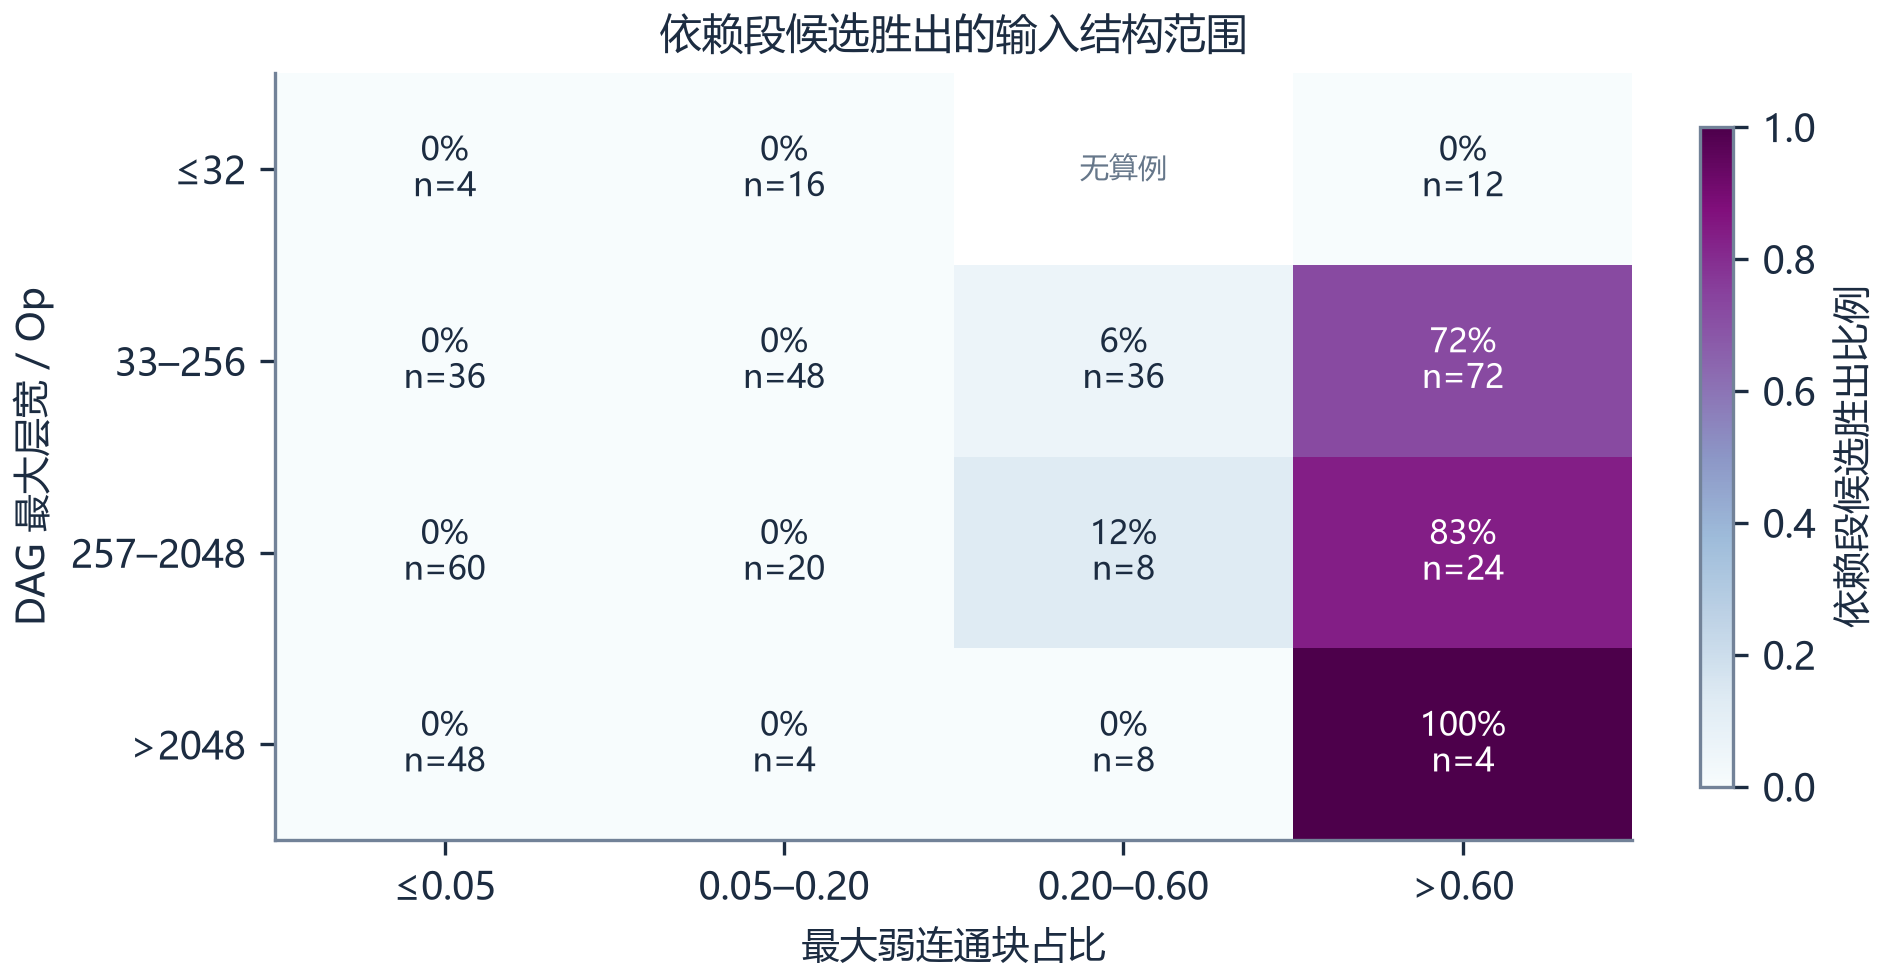 依赖段候选胜出的输入结构范围
DAG 最大层宽 / Op
≤32
0%
n=4
0%
n=16
无算例
0%
n=12
33–256
0%
n=36
0%
n=48
6%
n=36
72%
n=72
257–2048
0%
n=60
0%
n=20
12%
n=8
83%
n=24
>2048
0%
n=48
0%
n=4
0%
n=8
100%
n=4
≤0.05
0.05–0.20
0.20–0.60
>0.60
最大弱连通块占比
1.0
0.8
0.6
0.4
0.2
0.0
依赖段候选胜出比例